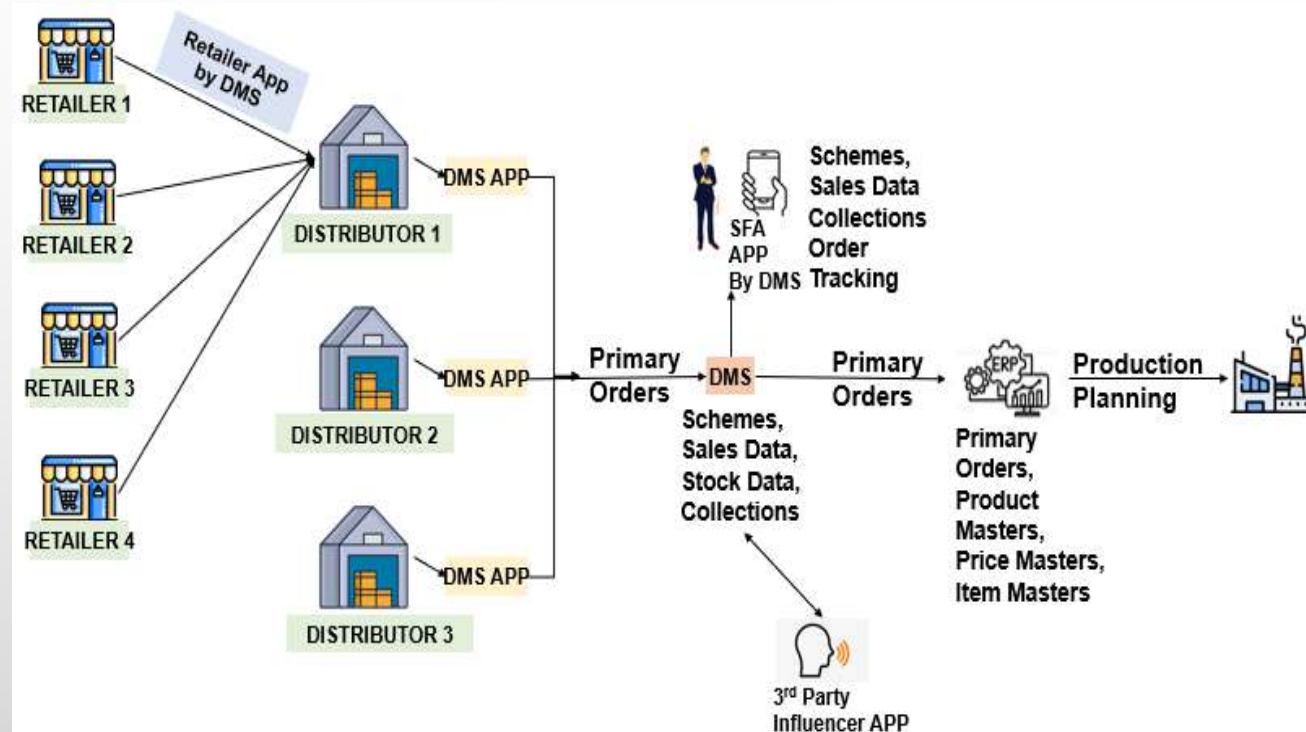 Retailer App
by DMS
RETAILER 1
RETAILER 2
RETAILER 3
RETAILER 4
DISTRIBUTOR 1
DISTRIBUTOR 2
DISTRIBUTOR 3
DMS APP
DMS APP
DMS APP
Primary
Orders
DMS
Schemes,
Sales Data,
Stock Data,
Collections
SFA
APP
By DMS
Schemes,
Sales Data
Collections
Order
Tracking
3rd Party
Influencer APP
Primary
Orders
ERP
Primary
Orders,
Product
Masters,
Price Masters,
Item Masters
Production
Planning